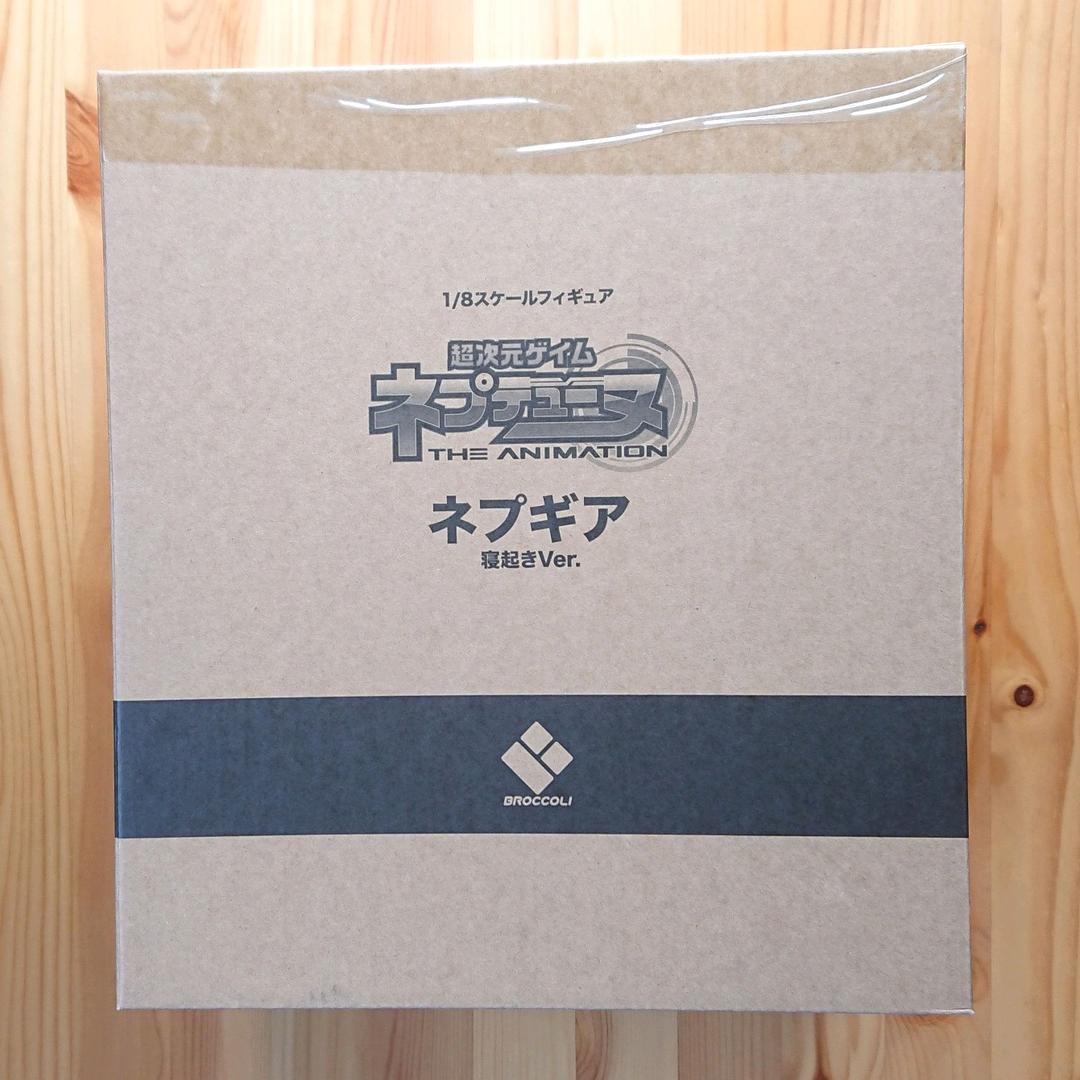 1/8スケールフィギュア
超次元ゲイム
ネプテューヌ
THE ANIMATION
ネプギア
寝起きVer.
BROCCOLI